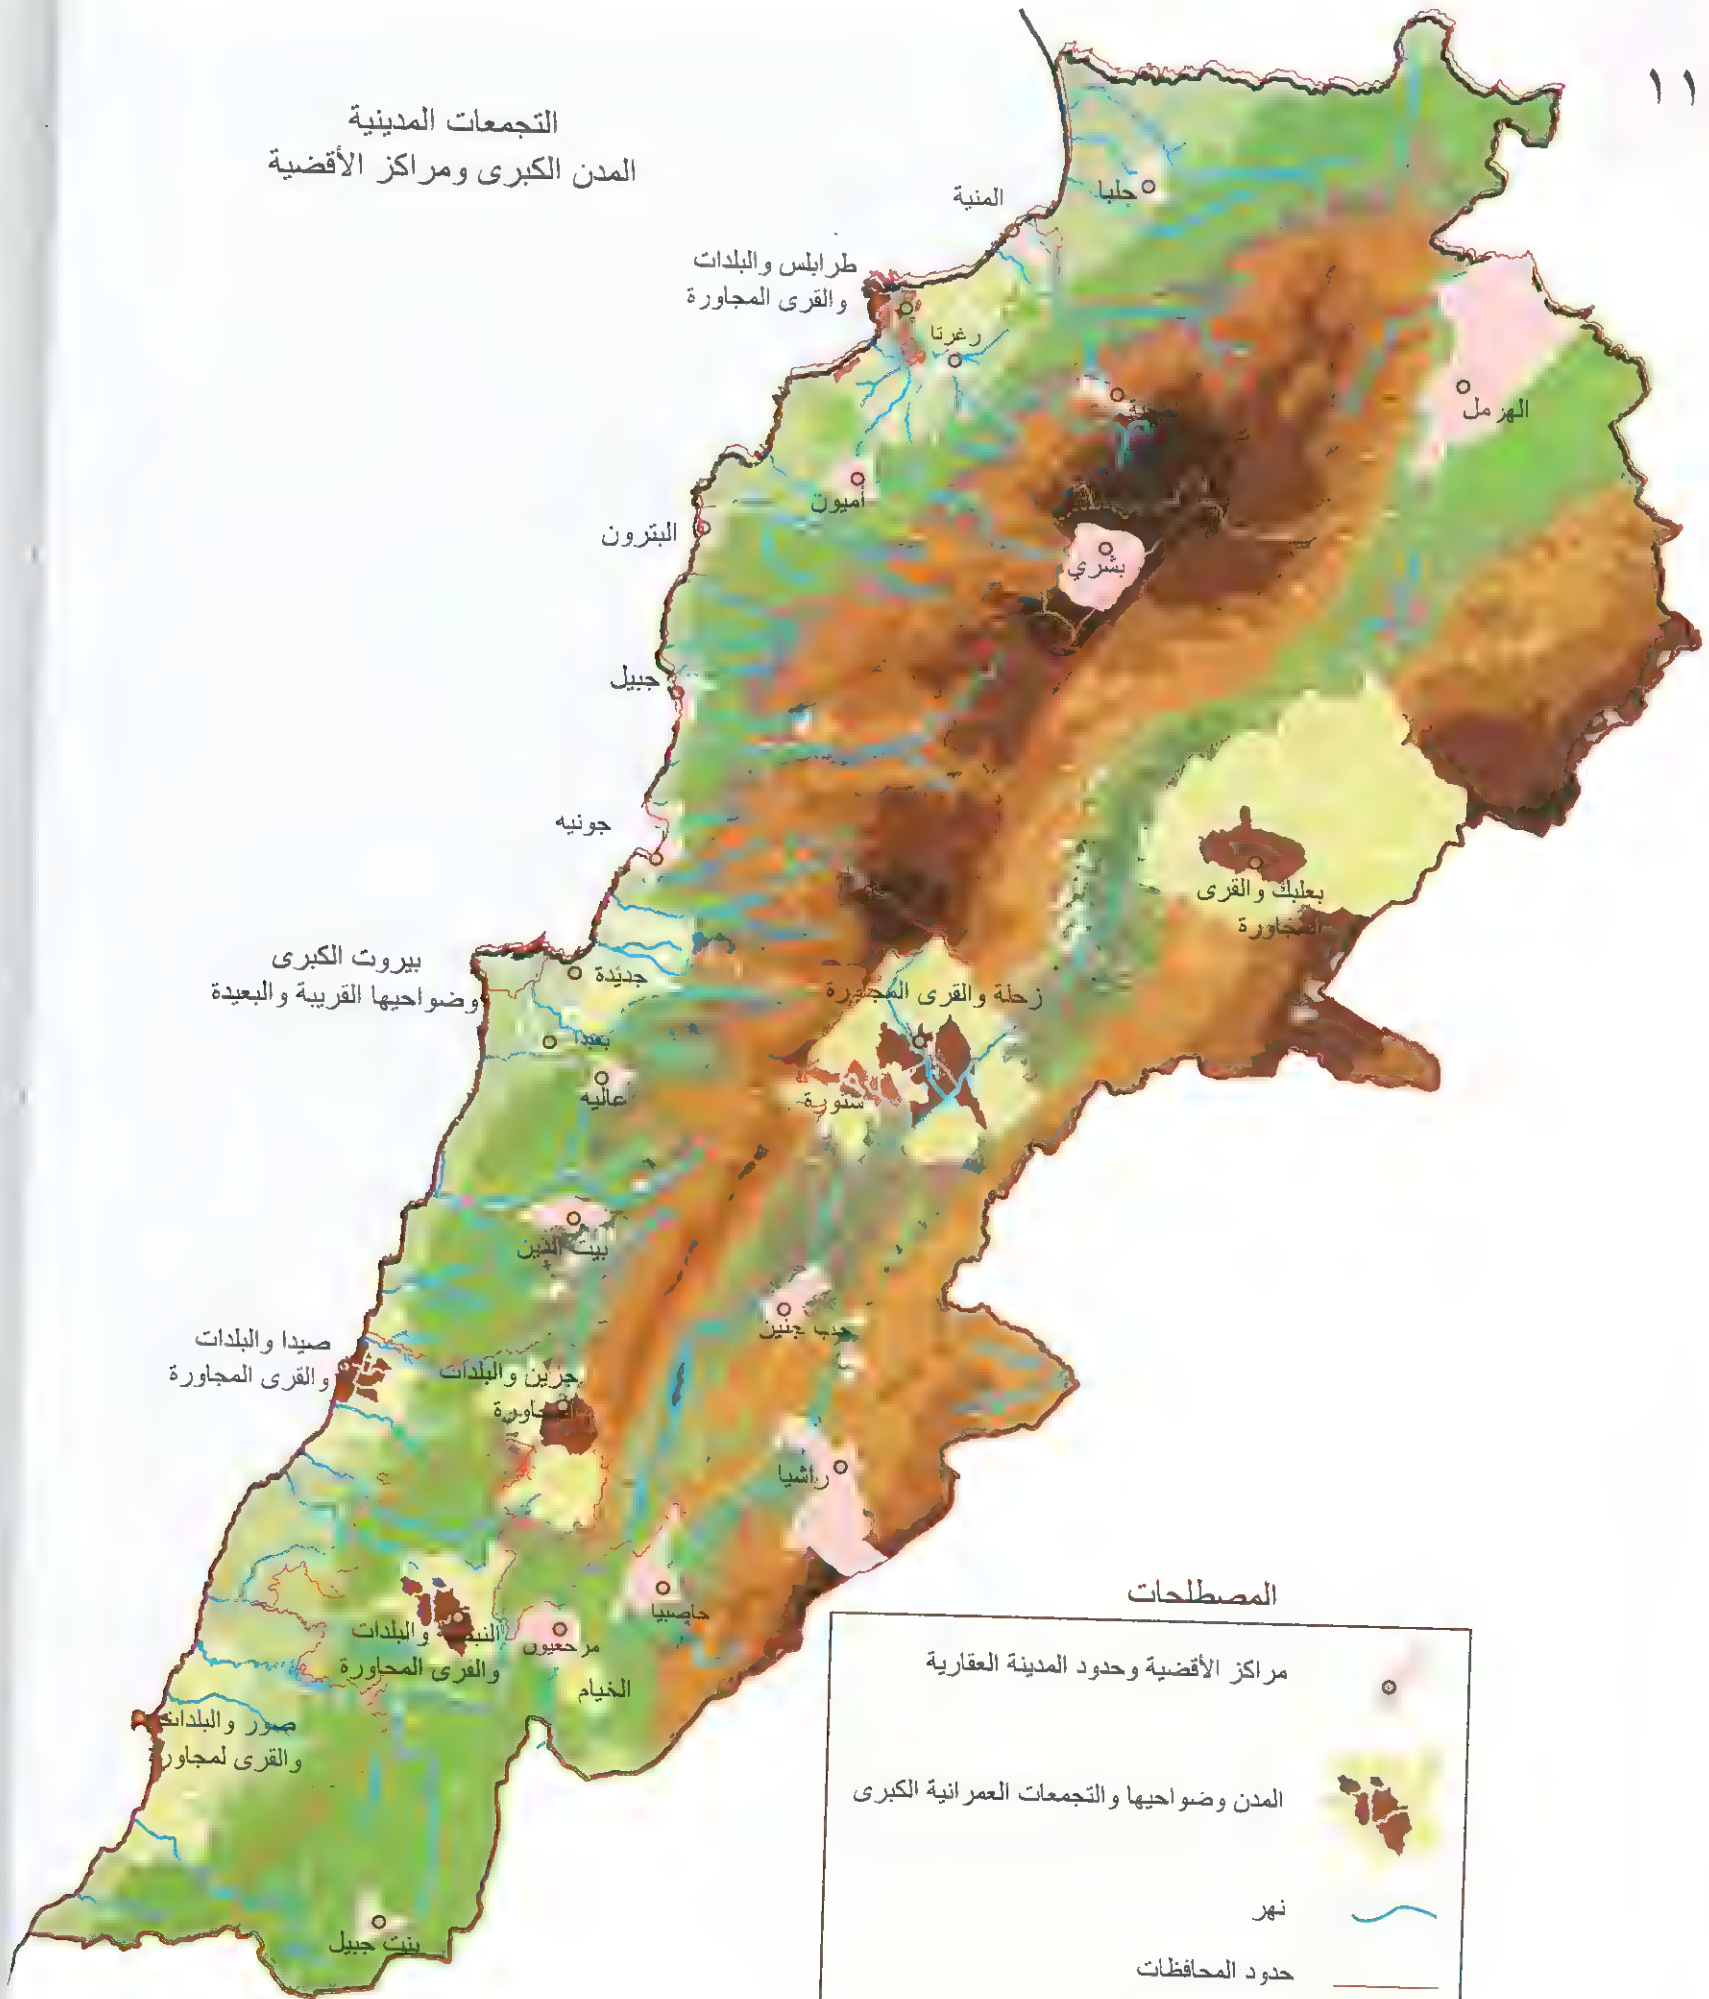 ١١
التجمعات المدينية
المدن الكبرى ومراكز الأقضية
حلبا
المنية
طرابلس والبلدات
والقرى المجاورة
زغرتا
الهرمل
أميون
البترون
بشري
جبيل
جونيه
بعلبك والقرى
المجاورة
بيروت الكبرى
وضواحيها القريبة والبعيدة
جديدة
زحلة والقرى المجاورة
بعبدا
عاليه
شتورة
بيت الدين
جب جنين
صيدا والبلدات
والقرى المجاورة
جزين والبلدات
المجاورة
راشيا
حاصبيا
النبطية والبلدات
والقرى المجاورة
مرجعيون
الخيام
صور والبلدات
والقرى لمجاورة
بنت جبيل
المصطلحات
مراكز الأقضية وحدود المدينة العقارية
المدن وضواحيها والتجمعات العمرانية الكبرى
نهر
حدود المحافظات